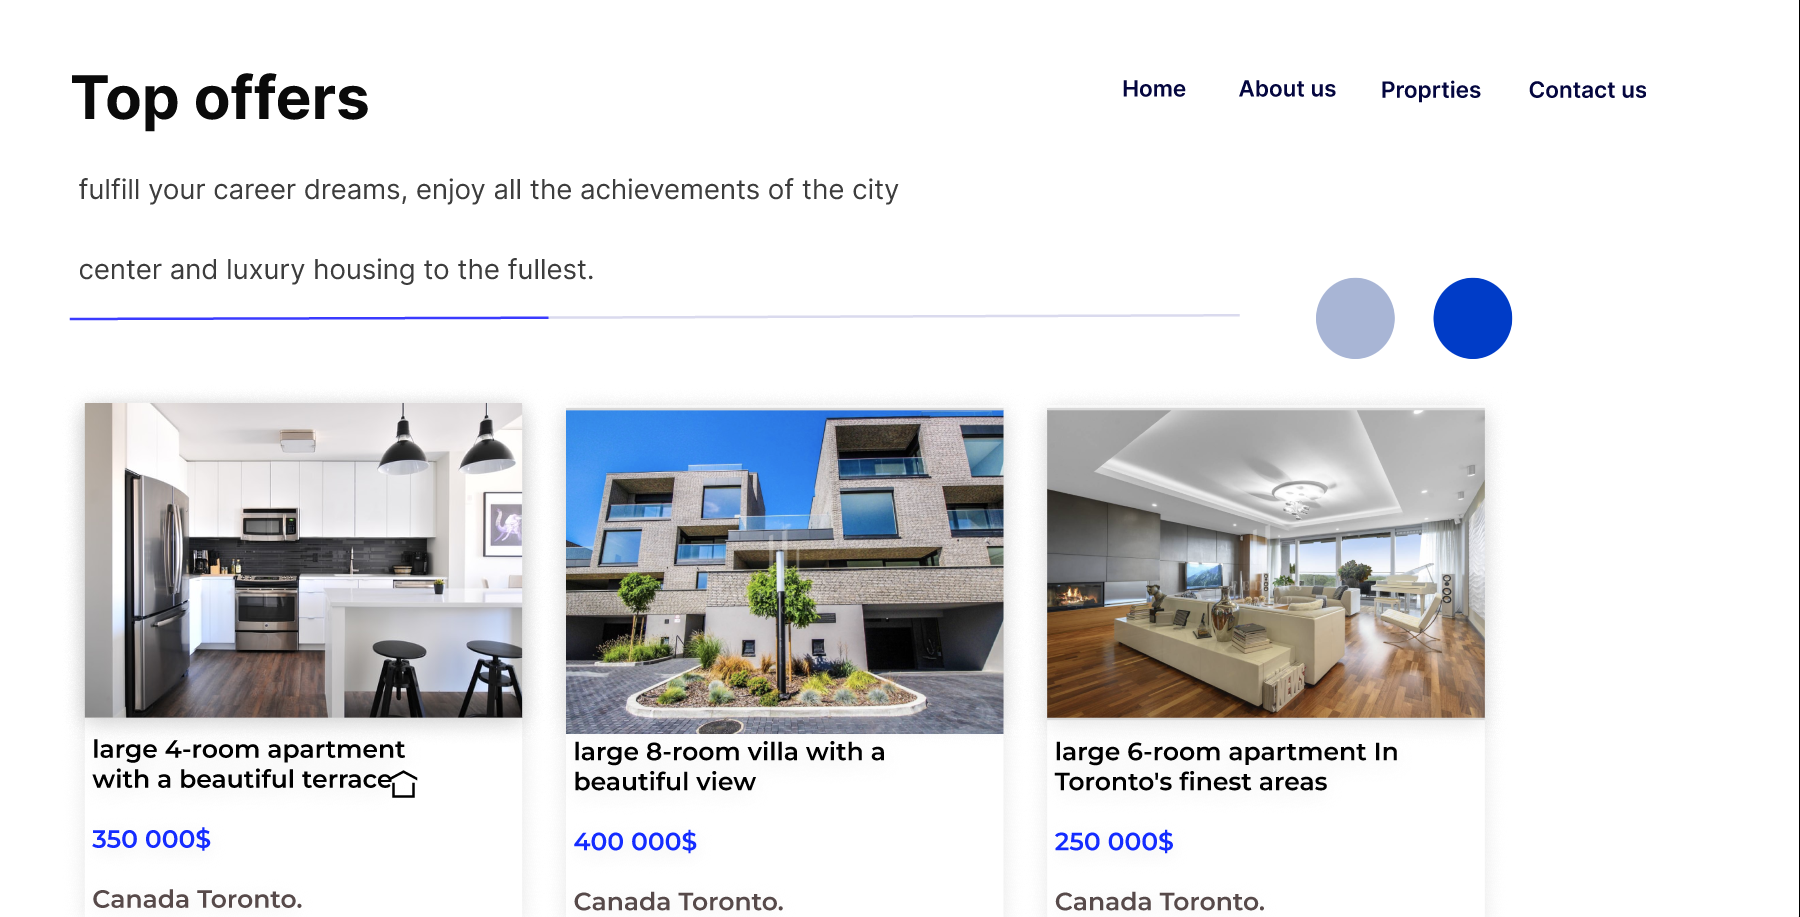 Top offers
Home
About us
Proprties
Contact us
fulfill your career dreams, enjoy all the achievements of the city
center and luxury housing to the fullest.
large 4-room apartment
with a beautiful terrace
350 000$
Canada Toronto.
large 8-room villa with a
beautiful view
400 000$
Canada Toronto.
large 6-room apartment In
Toronto's finest areas
250 000$
Canada Toronto.